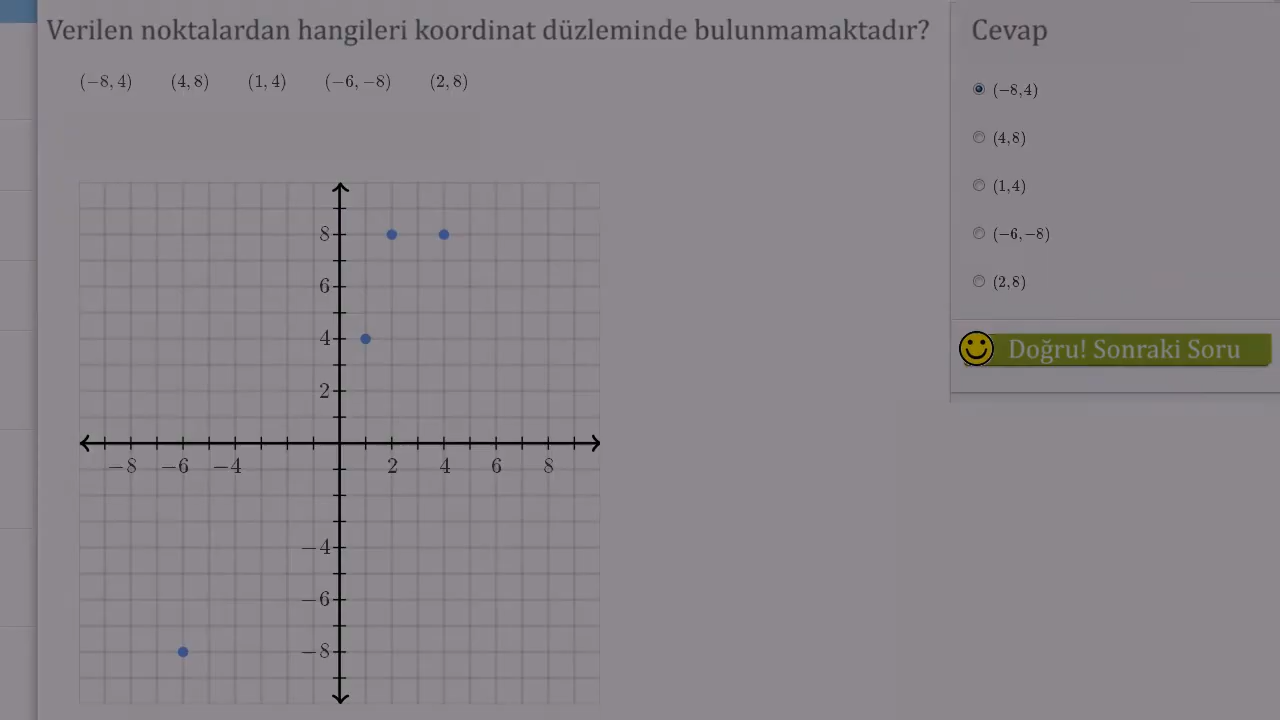 Verilen noktalardan hangileri koordinat düzleminde bulunmamaktadır?
(−8, 4) (4, 8) (1, 4) (−6, −8) (2, 8)
8
6
4
2
−8 −6 −4 2 4 6 8
−4
−6
−8
Cevap
(−8,4)
(4,8)
(1,4)
(−6,−8)
(2,8)
Doğru! Sonraki Soru